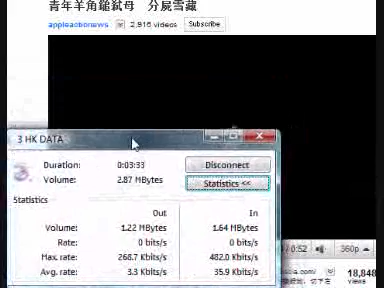 青年羊角鎚弒母 分屍雪藏
appleactionews 2,916 videos Subscribe
3 HK DATA
Duration: 0:03:33 Disconnect
Volume: 2.87 MBytes Statistics <<
Statistics
Out In
Volume: 1.22 MBytes 1.64 MBytes
Rate: 0 bits/s 0 bits/s
Max. rate: 268.7 Kbits/s 482.0 Kbits/s
Avg. rate: 3.3 Kbits/s 35.9 Kbits/s
/ 0:52 360p
18,848
views